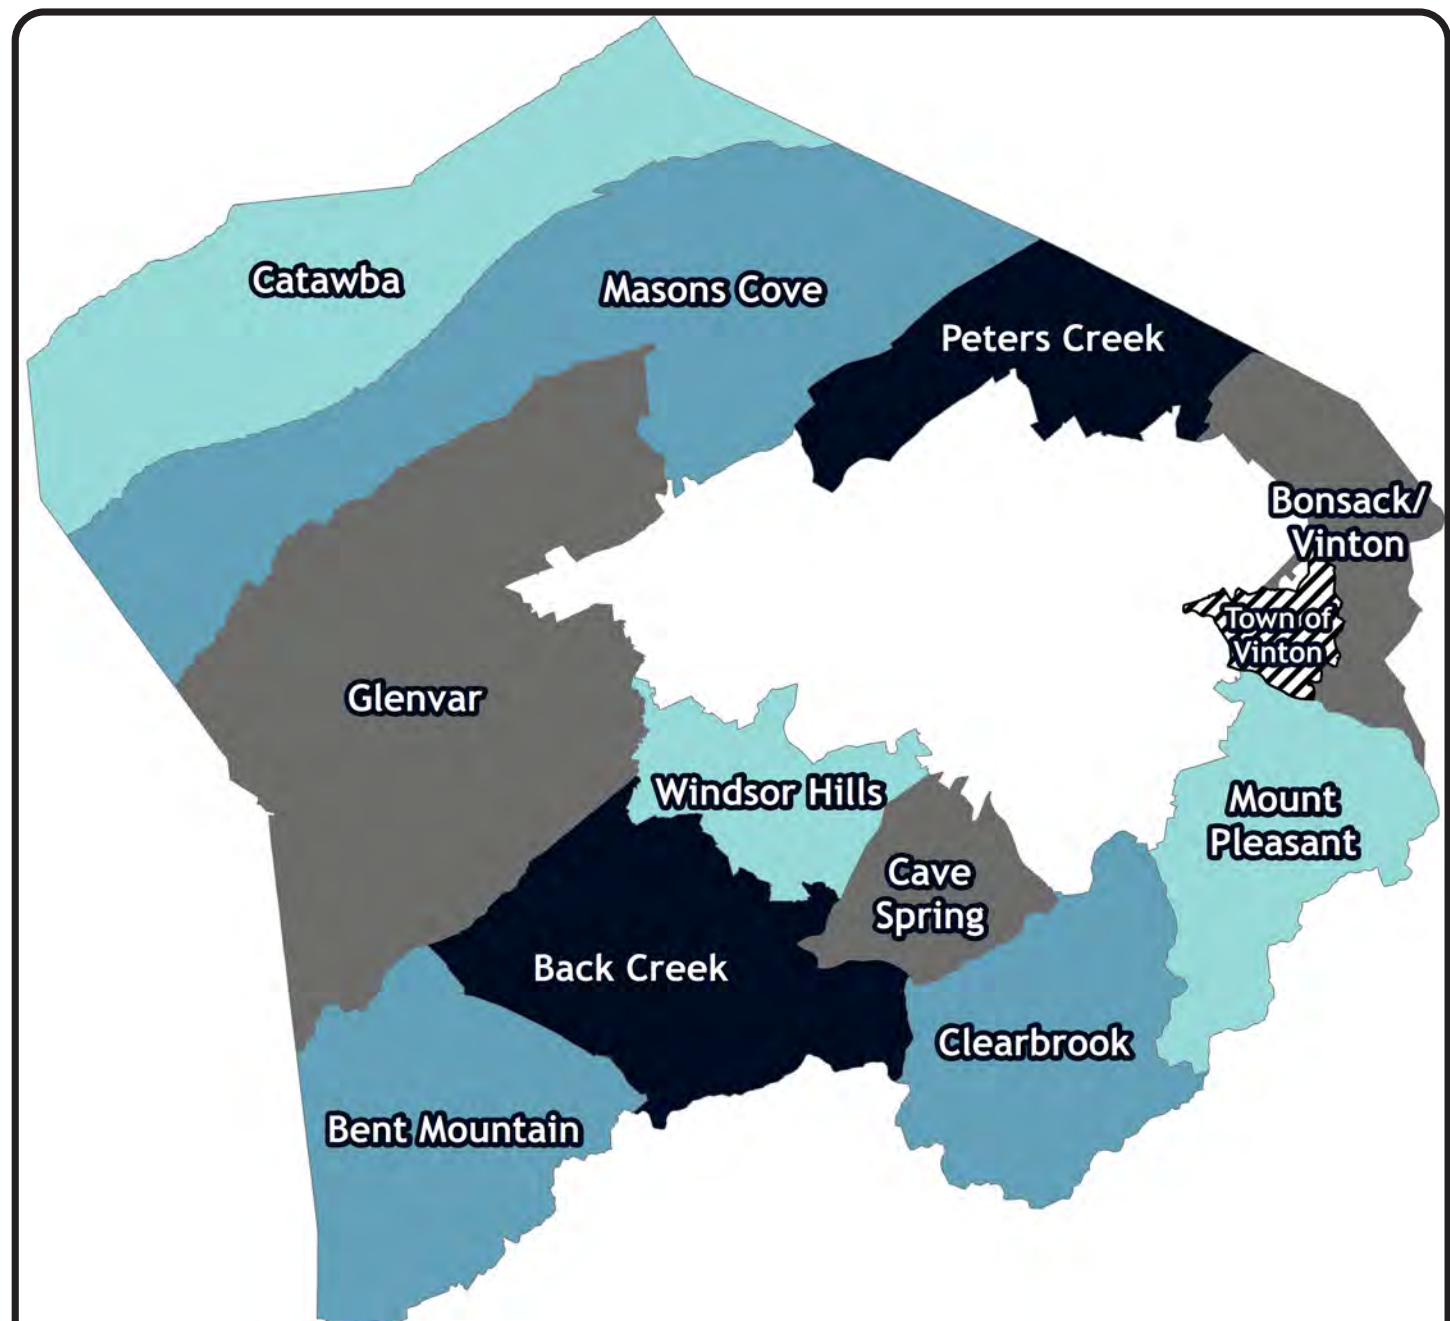 Catawba
Masons Cove
Peters Creek
Bonsack/
Vinton
Town of
Vinton
Glenvar
Windsor Hills
Mount
Pleasant
Cave
Spring
Back Creek
Clearbrook
Bent Mountain